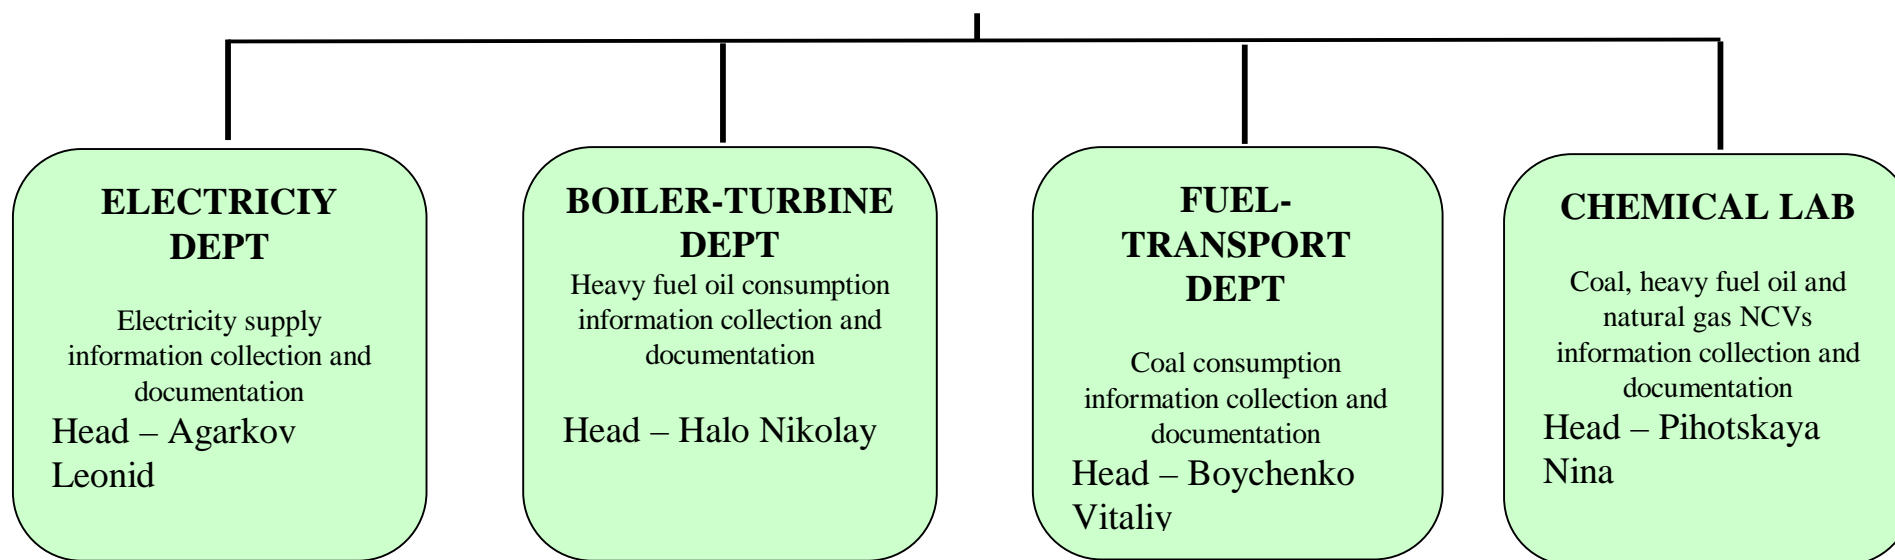 ELECTRICIY
DEPT
Electricity supply
information collection and
documentation
Head – Agarkov
Leonid
BOILER-TURBINE
DEPT
Heavy fuel oil consumption
information collection and
documentation
Head – Halo Nikolay
FUEL-
TRANSPORT
DEPT
Coal consumption
information collection and
documentation
Head – Boychenko
Vitaliy
CHEMICAL LAB
Coal, heavy fuel oil and
natural gas NCVs
information collection and
documentation
Head – Pihotskaya
Nina